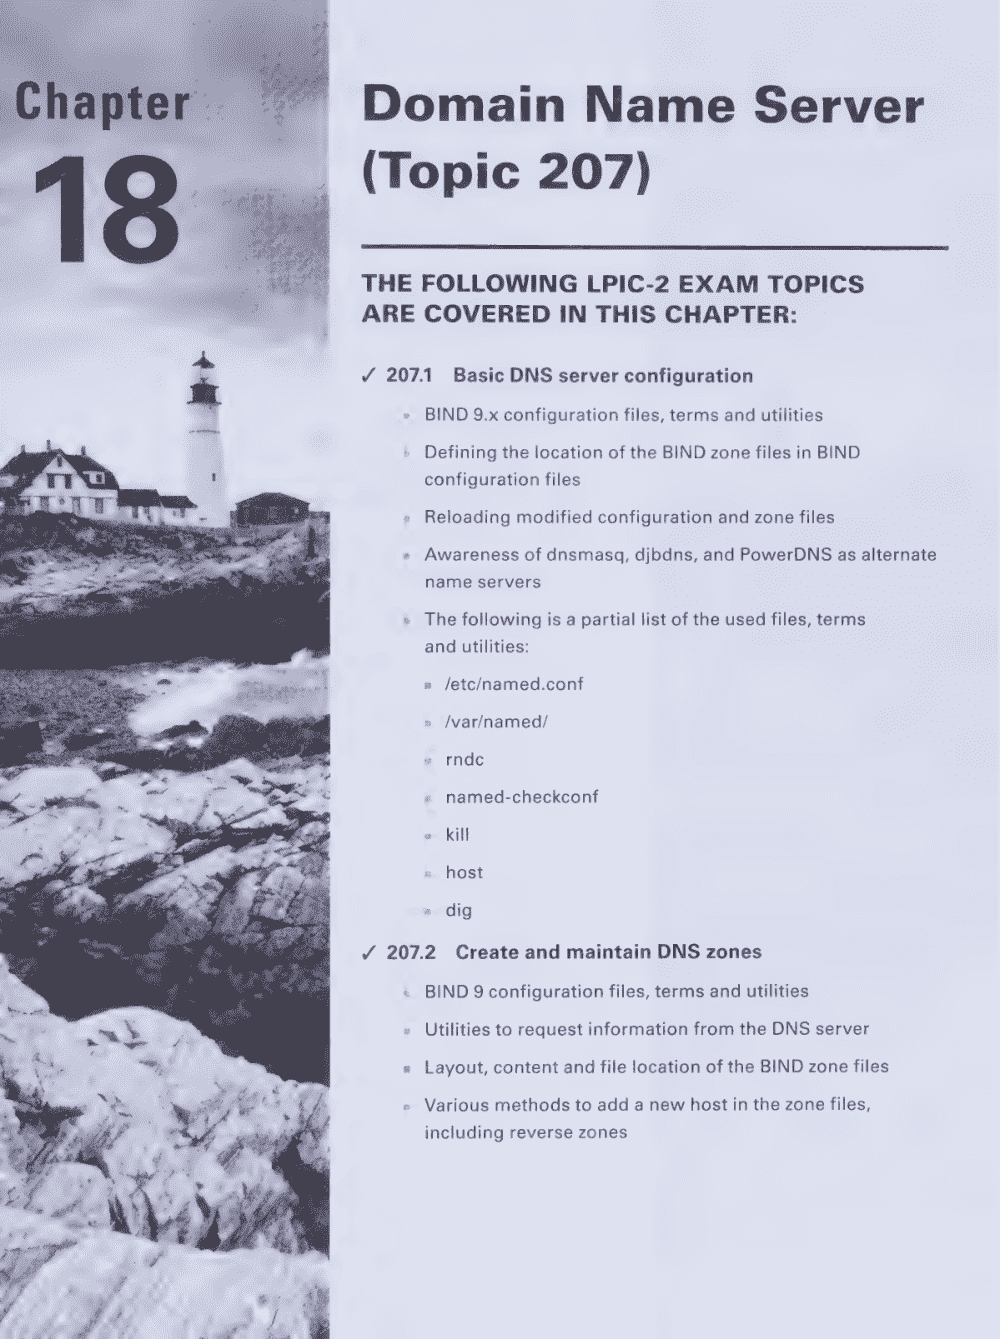 Chapter
18
Domain Name Server
(Topic 207)
THE FOLLOWING LPIC-2 EXAM TOPICS
ARE COVERED IN THIS CHAPTER:
✓ 207.1 Basic DNS server configuration
BIND 9.x configuration files, terms and utilities
Defining the location of the BIND zone files in BIND
configuration files
Reloading modified configuration and zone files
Awareness of dnsmasq, djbdns, and PowerDNS as alternate
name servers
The following is a partial list of the used files, terms
and utilities:
/etc/named.conf
/var/named/
rndc
named-checkconf
kill
host
dig
✓ 207.2 Create and maintain DNS zones
BIND 9 configuration files, terms and utilities
Utilities to request information from the DNS server
Layout, content and file location of the BIND zone files
Various methods to add a new host in the zone files,
including reverse zones